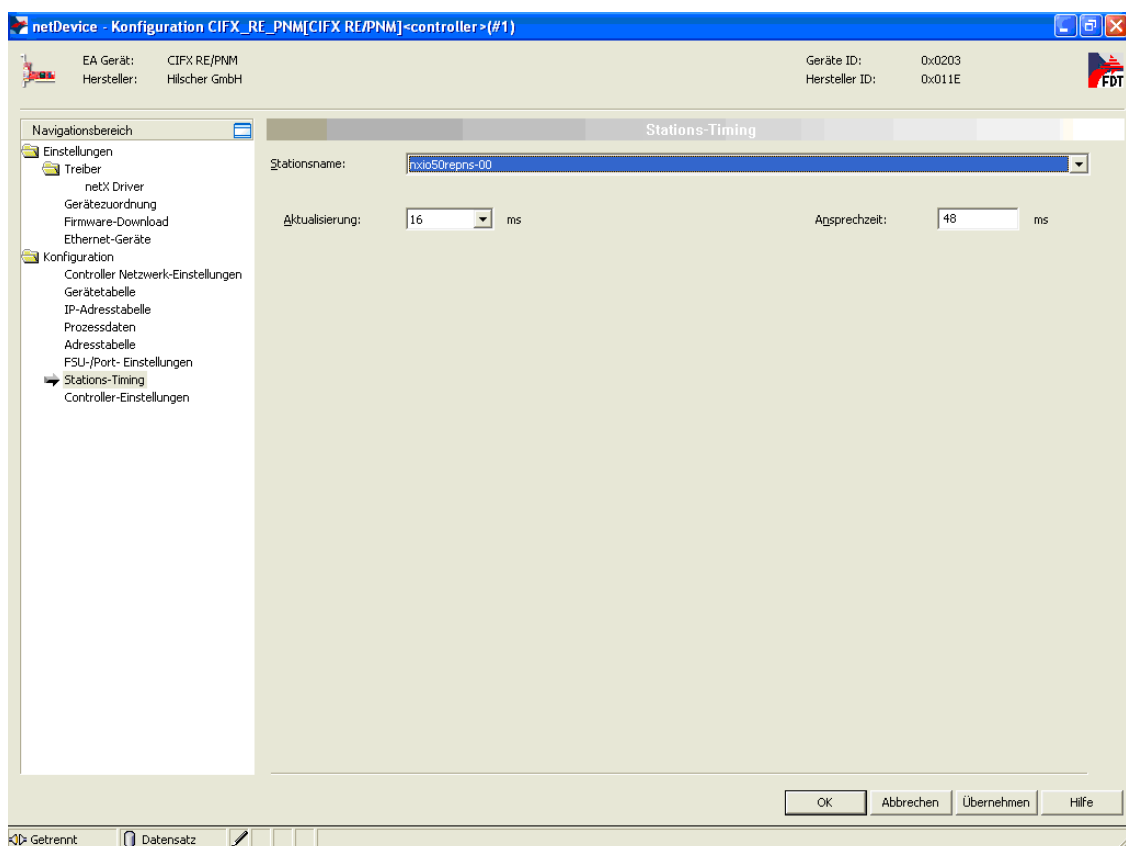 netDevice - Konfiguration CIFX_RE_PNM[CIFX RE/PNM]<controller>(#1)
EA Gerät: CIFX RE/PNM
Hersteller: Hilscher GmbH
Geräte ID: 0x0203
Hersteller ID: 0x011E
FDT
Navigationsbereich
Einstellungen
Treiber
netX Driver
Gerätezuordnung
Firmware-Download
Ethernet-Geräte
Konfiguration
Controller Netzwerk-Einstellungen
Gerätetabelle
IP-Adresstabelle
Prozessdaten
Adresstabelle
FSU-/Port- Einstellungen
Stations-Timing
Controller-Einstellungen
Stations-Timing
Stationsname: nxio50repns-00
Aktualisierung: 16 ms
Ansprechzeit: 48 ms
OK
Abbrechen
Übernehmen
Hilfe
Getrennt
Datensatz